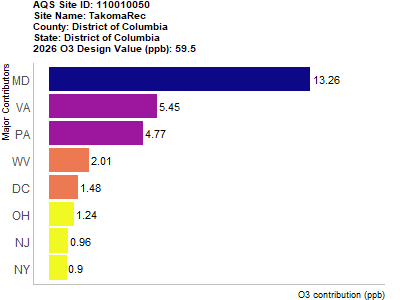 AQS Site ID: 110010050
Site Name: TakomaRec
County: District of Columbia
State: District of Columbia
2026 O3 Design Value (ppb): 59.5
Major Contributors
MD 13.26
VA 5.45
PA 4.77
WV 2.01
DC 1.48
OH 1.24
NJ 0.96
NY 0.9
O3 contribution (ppb)